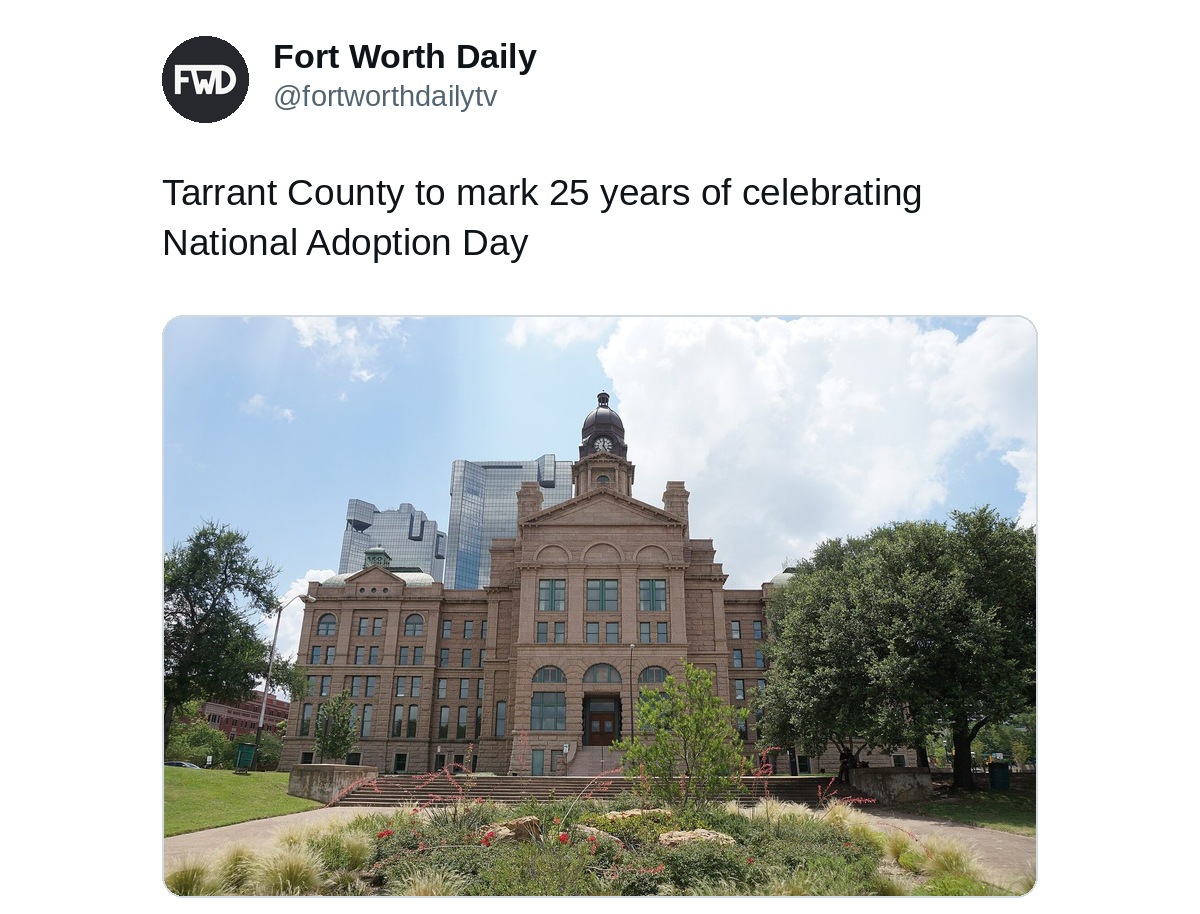 FWD
Fort Worth Daily
@fortworthdailytv
Tarrant County to mark 25 years of celebrating
National Adoption Day